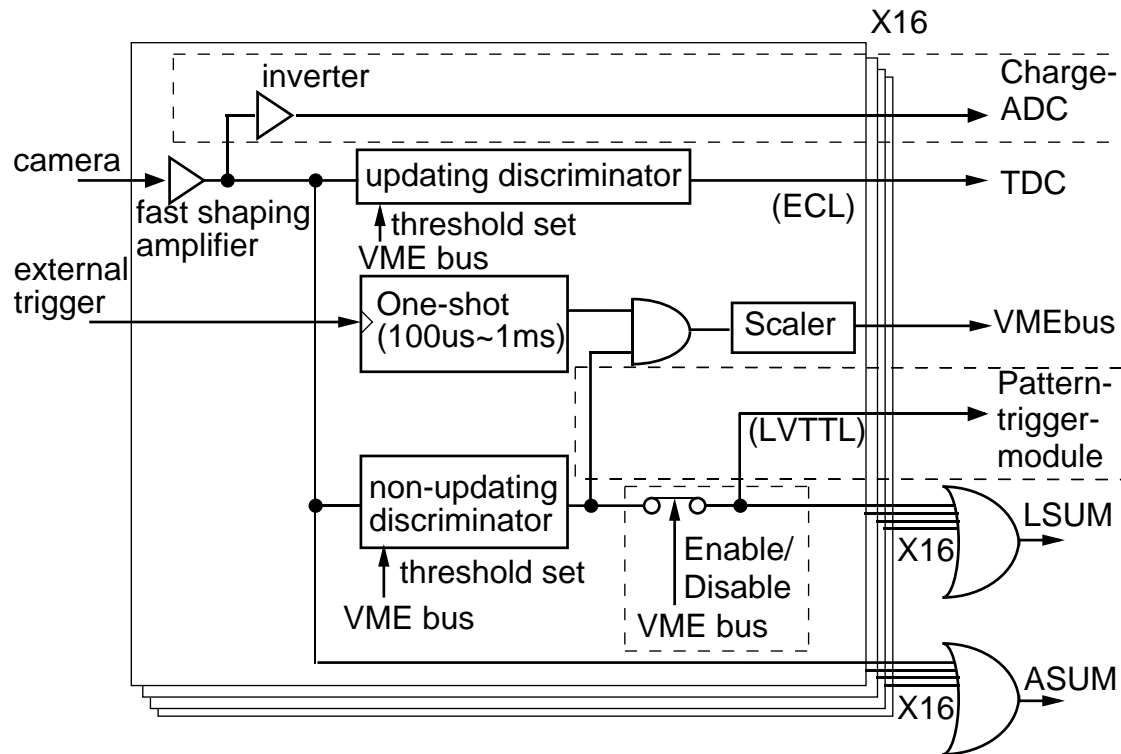 X16
inverter
Charge-
ADC
camera
updating discriminator
TDC
(ECL)
fast shaping
amplifier
threshold set
VME bus
external
trigger
One-shot
(100us~1ms)
Scaler
VMEbus
Pattern-
trigger-
module
(LVTTL)
non-updating
discriminator
LSUM
X16
Enable/
Disable
threshold set
VME bus
VME bus
ASUM
X16